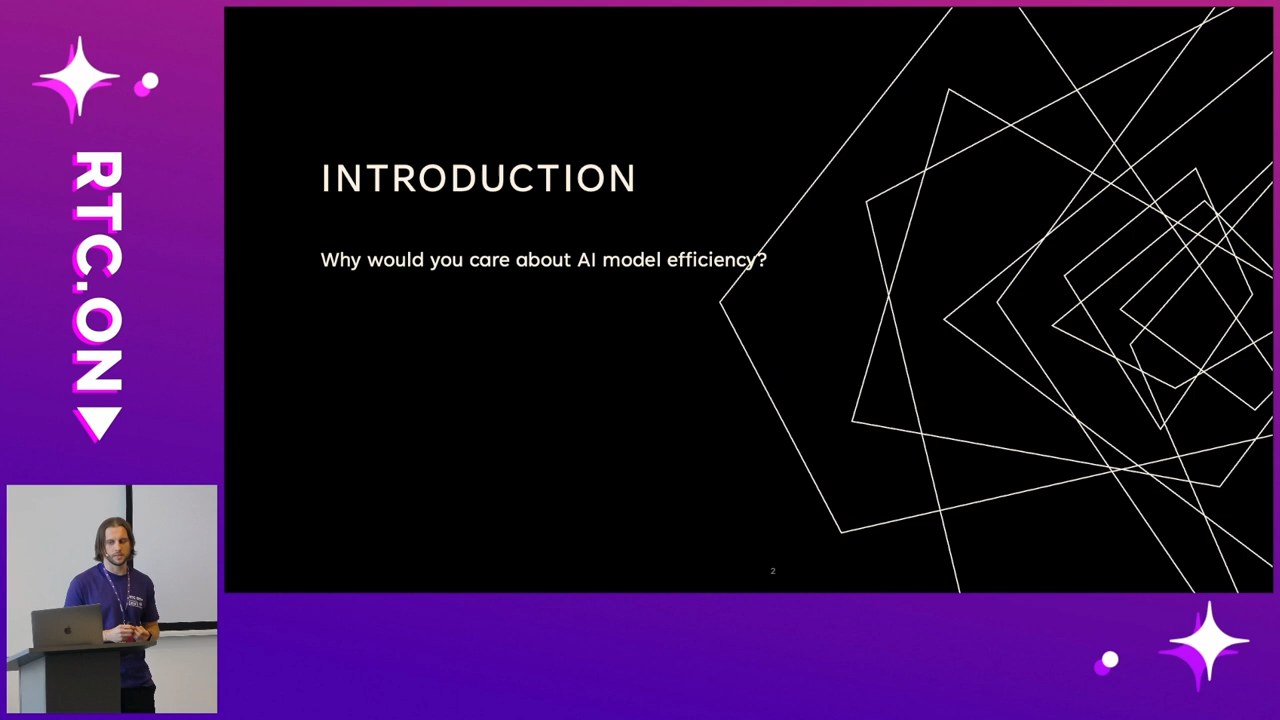 RTC.ON
INTRODUCTION
Why would you care about AI model efficiency?
2